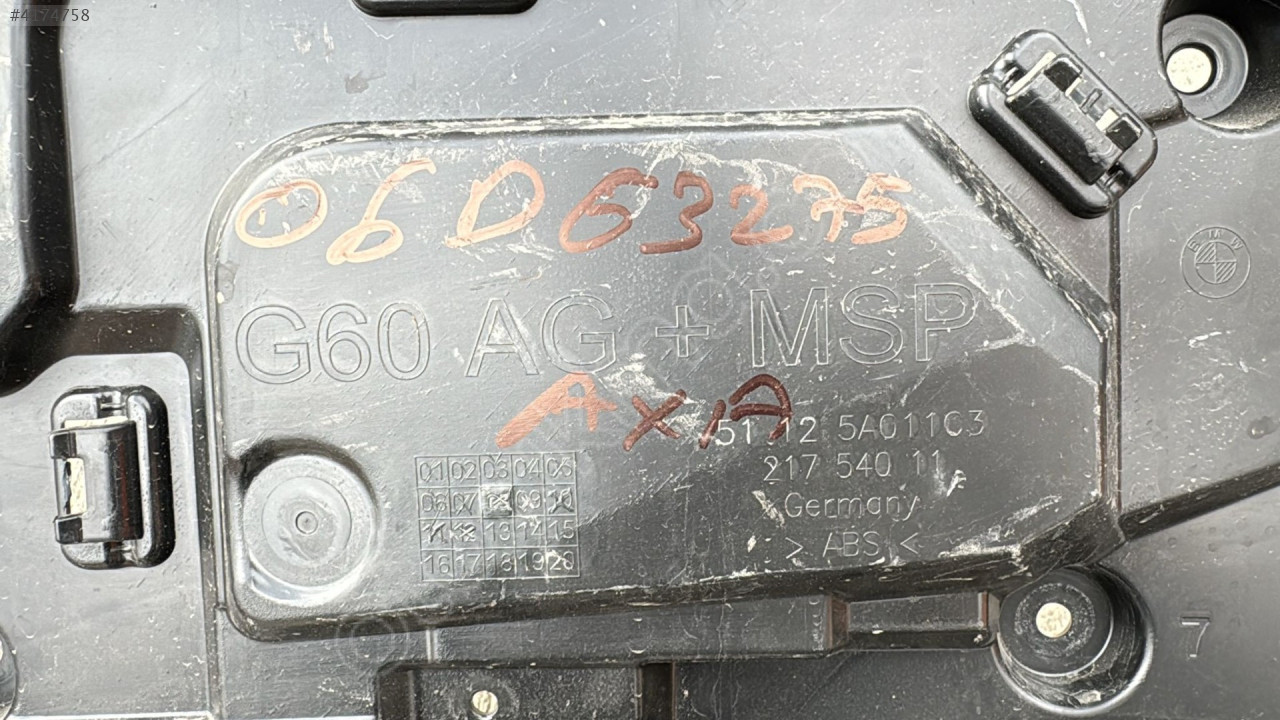 #4174758
06D63275
BMW
G60 AG + MSP
AXIA
51.12 5A011C3
217 540 11
Germany
> ABS <
01 02 03 04 05
06 07 08 09 10
11 12 13 14 15
16 17 18 19 20
7